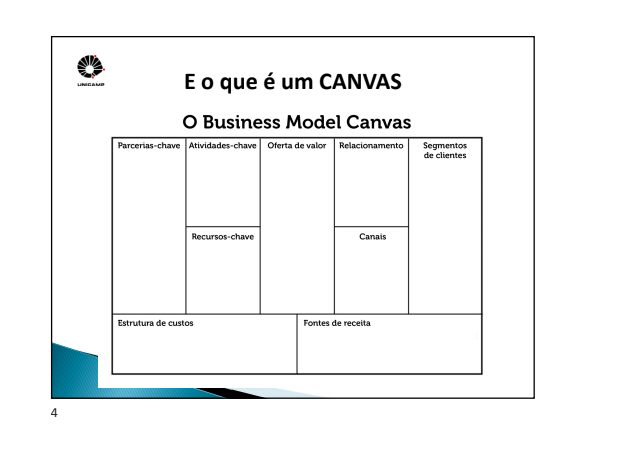 UNICAMP
E o que é um CANVAS
O Business Model Canvas
Parcerias-chave
Atividades-chave
Oferta de valor
Relacionamento
Segmentos
de clientes
Recursos-chave
Canais
Estrutura de custos
Fontes de receita
4